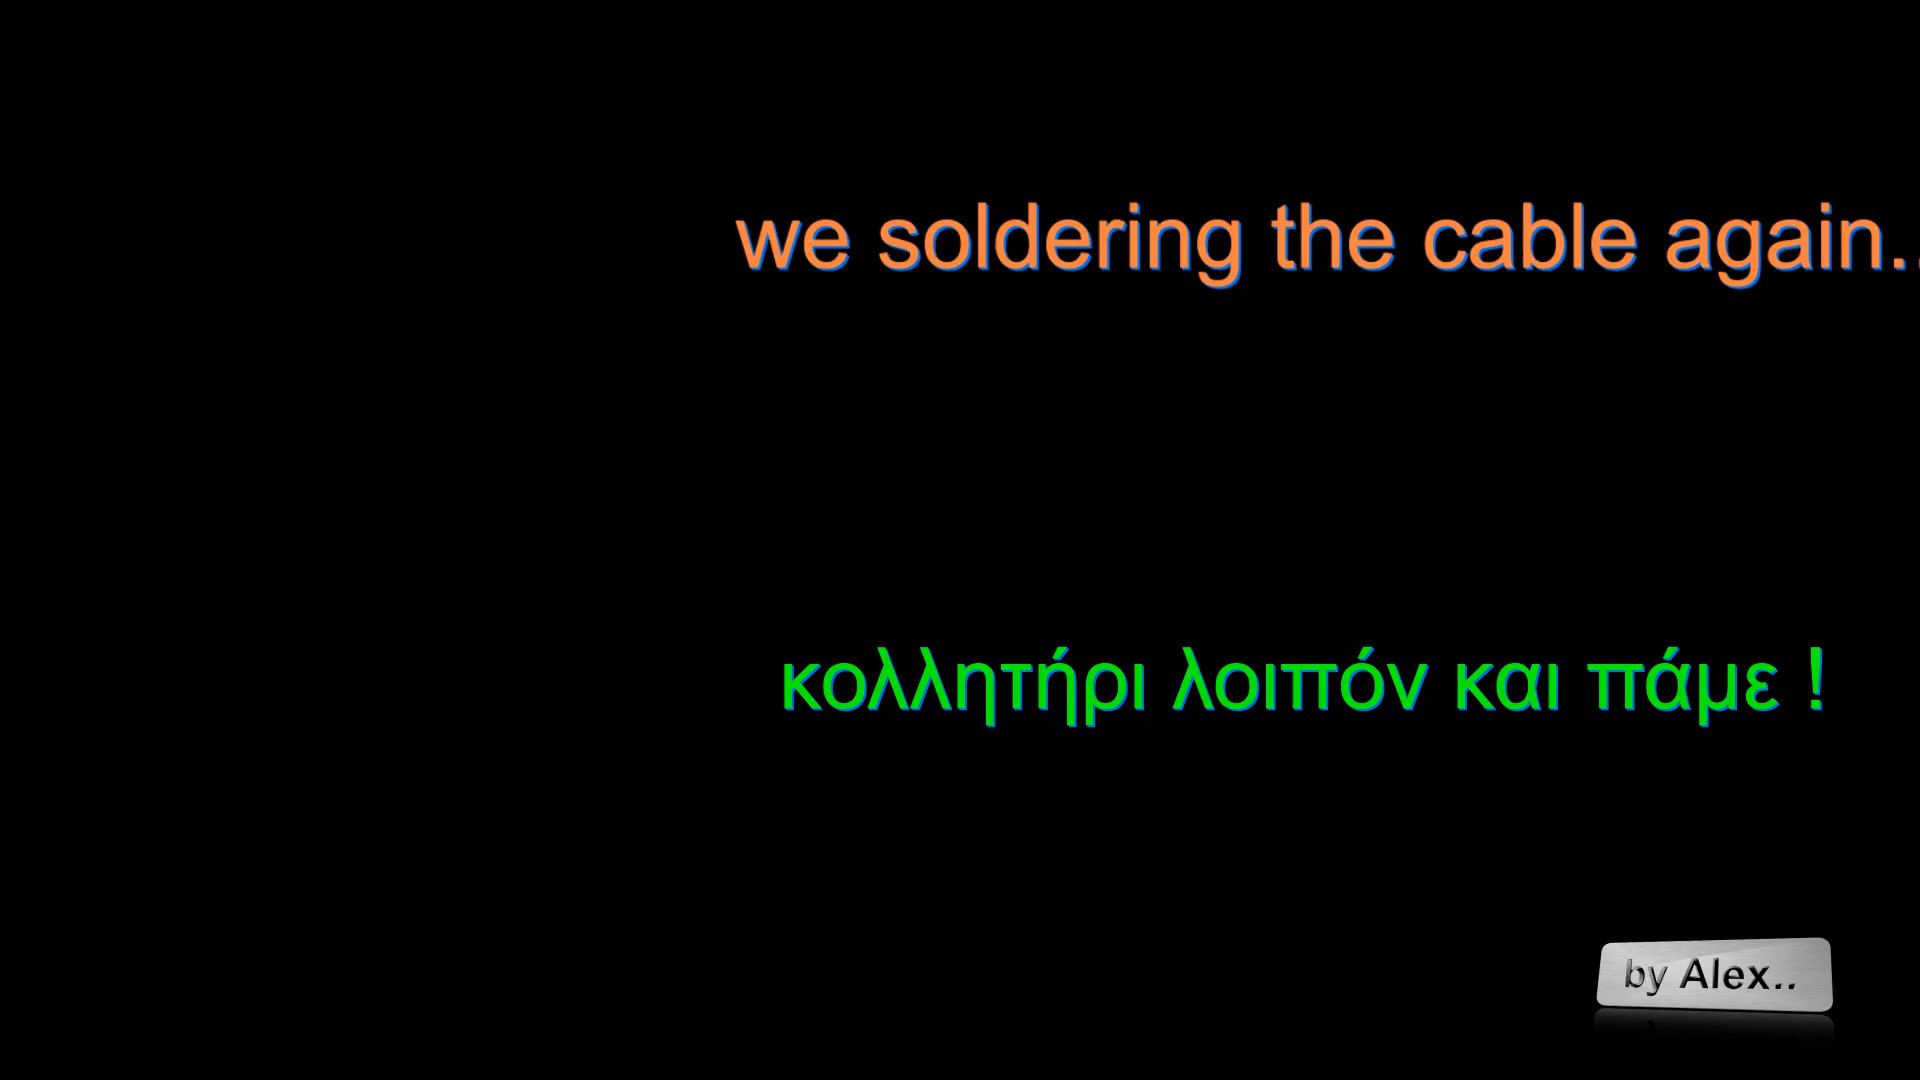 we soldering the cable again..
κολλητήρι λοιπόν και πάμε !
by Alex..